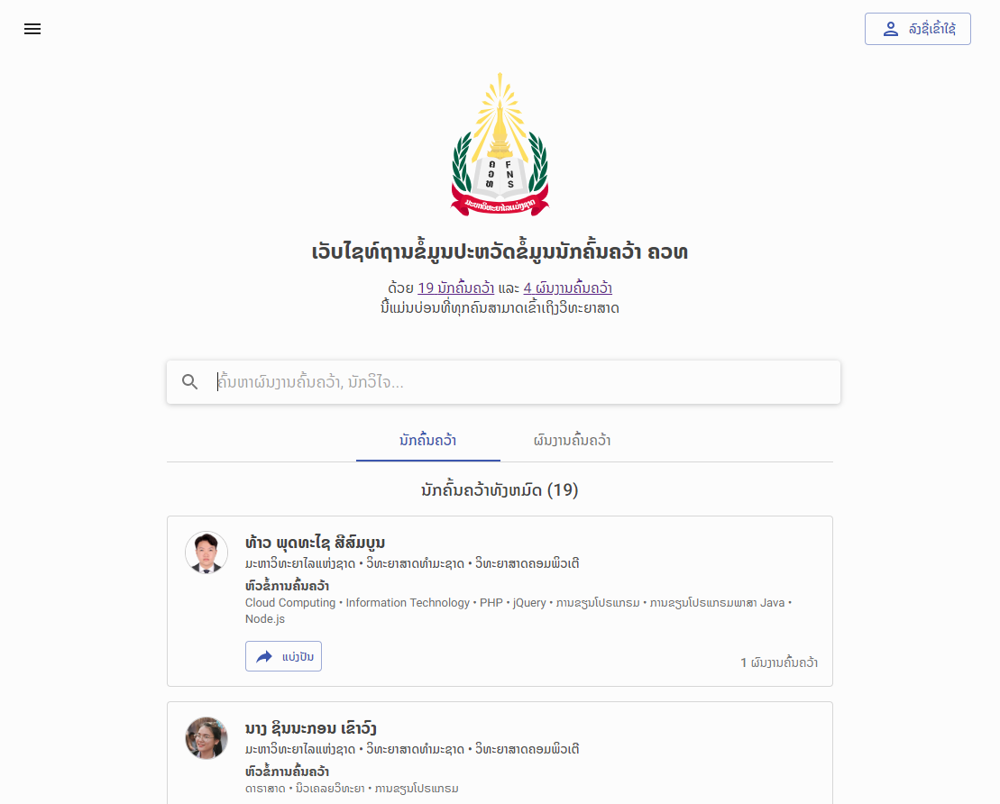 ລົງຊື່ເຂົ້າໃຊ້
ຄ F
ວ N
ທ S
ມະຫາວິທະຍາໄລແຫ່ງຊາດ
ເວັບໄຊທ໌ຖານຂໍ້ມູນປະຫວັດຂໍ້ມູນນັກຄົ້ນຄວ້າ ຄວທ
ດ້ວຍ 19 ນັກຄົ້ນຄວ້າ ແລະ 4 ຜົນງານຄົ້ນຄວ້າ
ນີ້ແມ່ນບ່ອນທີ່ທຸກຄົນສາມາດເຂົ້າເຖິງວິທະຍາສາດ
ຄົ້ນຫາຜົນງານຄົ້ນຄວ້າ, ນັກວິໄຈ...
ນັກຄົ້ນຄວ້າ ຜົນງານຄົ້ນຄວ້າ
ນັກຄົ້ນຄວ້າທັງຫມົດ (19)
ທ້າວ ພຸດທະໄຊ ສີສົມບູນ
ມະຫາວິທະຍາໄລແຫ່ງຊາດ • ວິທະຍາສາດທຳມະຊາດ • ວິທະຍາສາດຄອມພິວເຕີ
ຫົວຂໍ້ການຄົ້ນຄວ້າ
Cloud Computing • Information Technology • PHP • jQuery • ການຂຽນໂປຣແກຣມ • ການຂຽນໂປຣແກຣມພາສາ Java •
Node.js
ແບ່ງປັນ
1 ຜົນງານຄົ້ນຄວ້າ
ນາງ ຊິນນະກອນ ເຂົາວົງ
ມະຫາວິທະຍາໄລແຫ່ງຊາດ • ວິທະຍາສາດທຳມະຊາດ • ວິທະຍາສາດຄອມພິວເຕີ
ຫົວຂໍ້ການຄົ້ນຄວ້າ
ດາຣາສາດ • ນິວເຄລຍວິທະຍາ • ການຂຽນໂປຣແກຣມ